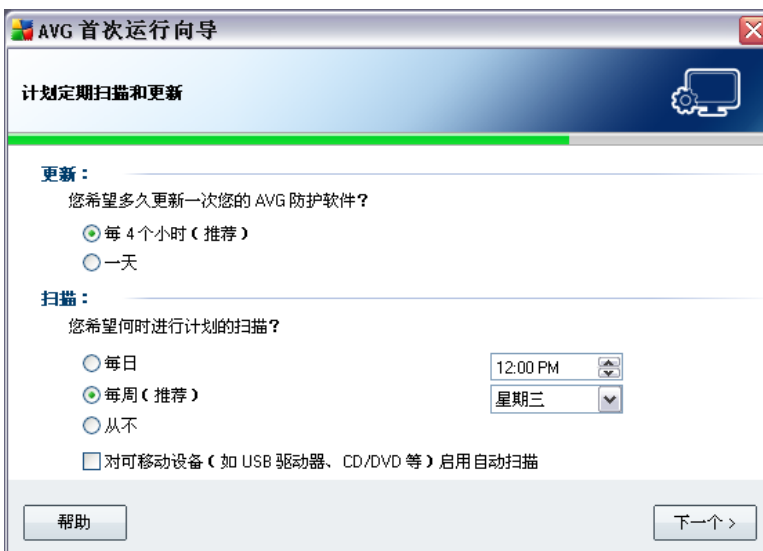 AVG 首次运行向导
计划定期扫描和更新
更新：
您希望多久更新一次您的 AVG 防护软件？
每 4 个小时（推荐）
一天
扫描：
您希望何时进行计划的扫描？
每日
12:00 PM
每周（推荐）
星期三
从不
对可移动设备（如 USB 驱动器、CD/DVD 等）启用自动扫描
帮助
下一个 >